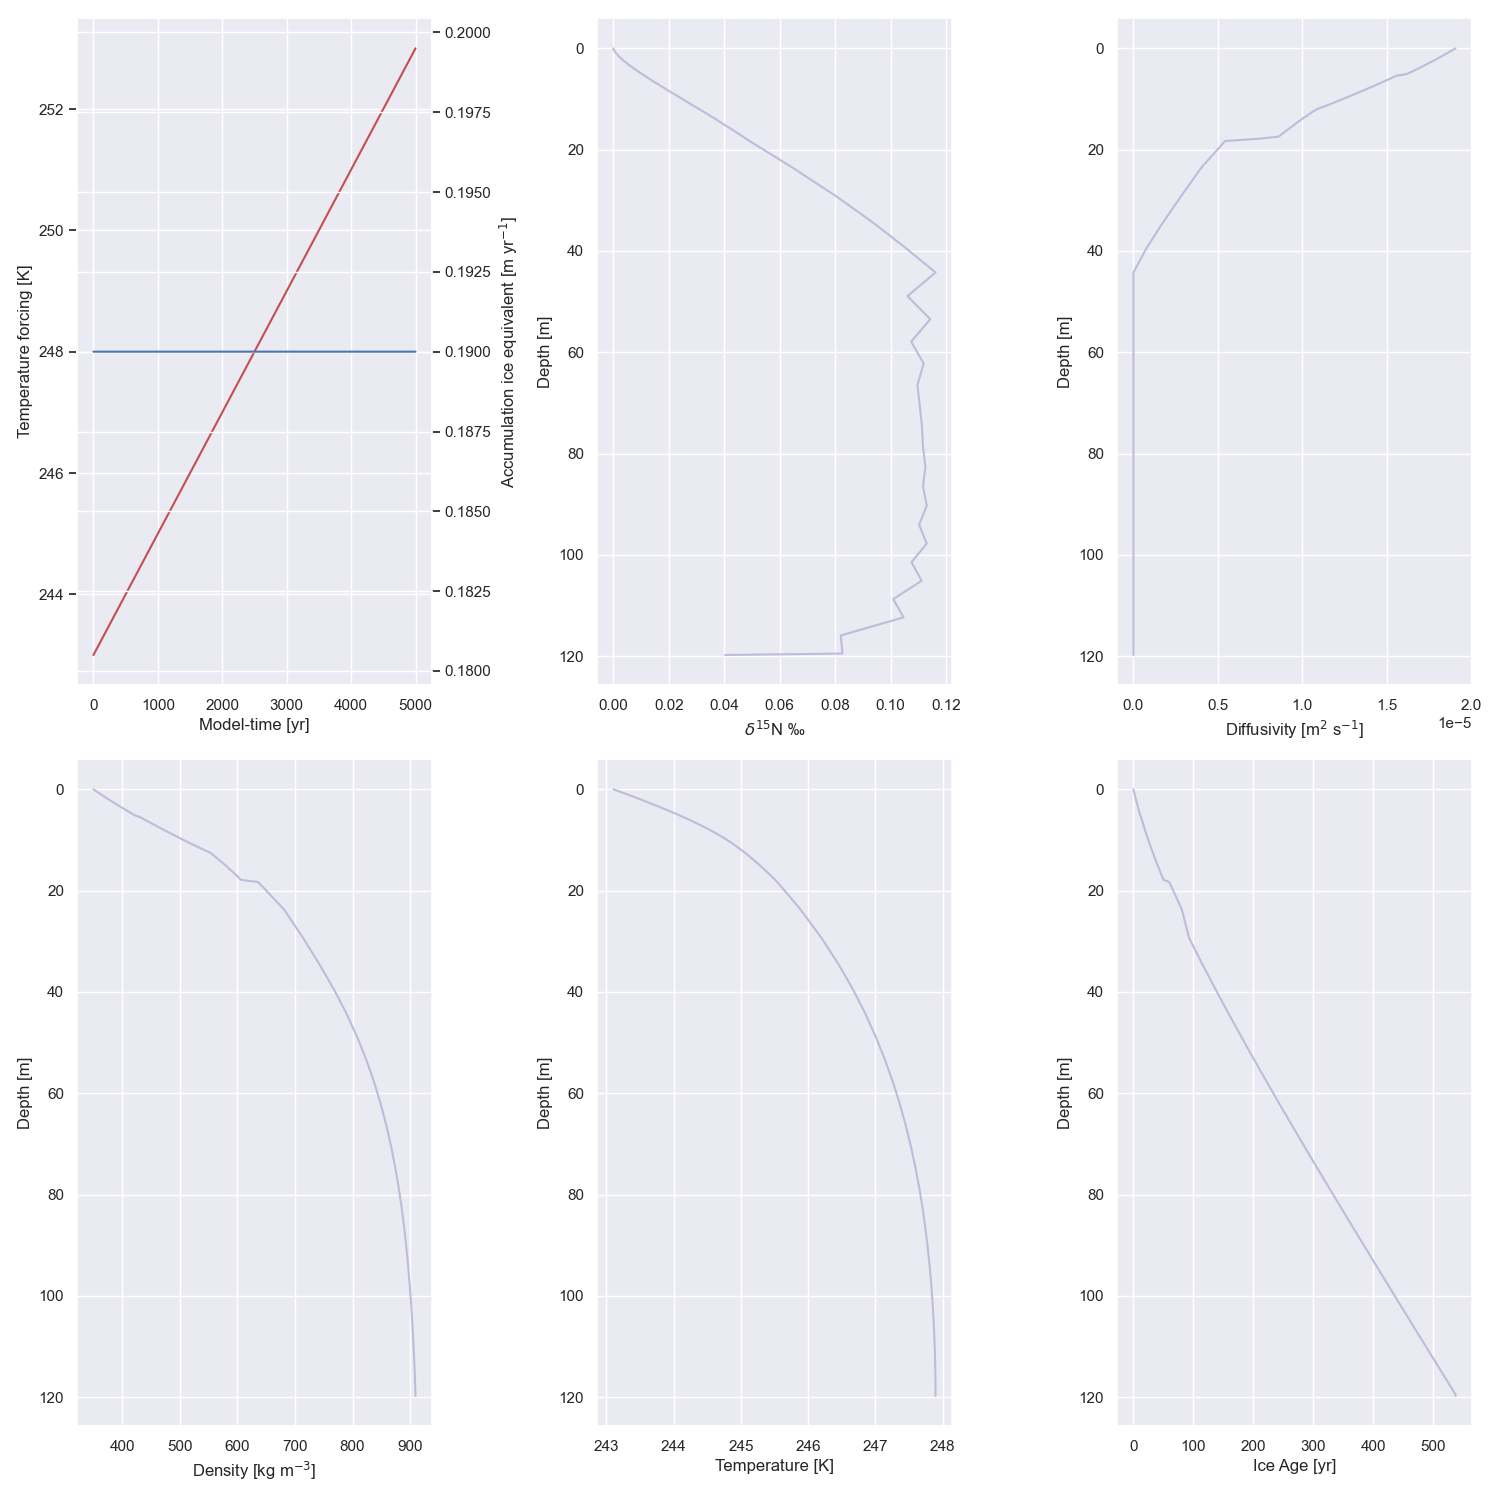 Temperature forcing [K]
252
250
248
246
244
0 1000 2000 3000 4000 5000
Model-time [yr]
0.2000
0.1975
0.1950
0.1925
0.1900
0.1875
0.1850
0.1825
0.1800
Accumulation ice equivalent [m yr⁻¹]
Depth [m]
0
20
40
60
80
100
120
0.00 0.02 0.04 0.06 0.08 0.10 0.12
δ¹⁵N ‰
Depth [m]
0
20
40
60
80
100
120
0.0 0.5 1.0 1.5 2.0
1e−5
Diffusivity [m² s⁻¹]
Depth [m]
0
20
40
60
80
100
120
400 500 600 700 800 900
Density [kg m⁻³]
Depth [m]
0
20
40
60
80
100
120
243 244 245 246 247 248
Temperature [K]
Depth [m]
0
20
40
60
80
100
120
0 100 200 300 400 500
Ice Age [yr]